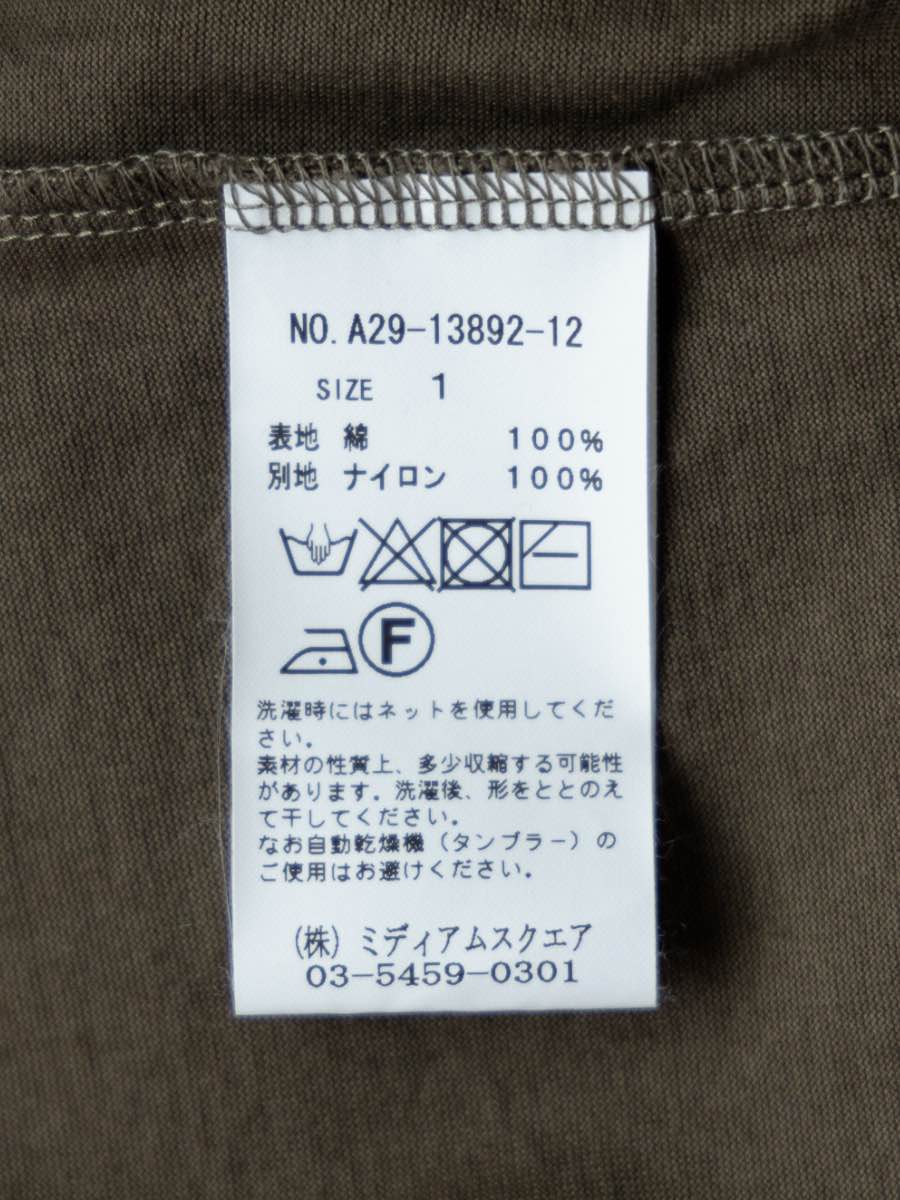 NO. A29-13892-12
SIZE 1
表地 綿 100%
別地 ナイロン 100%
F
洗濯時にはネットを使用してくだ
さい。
素材の性質上、多少収縮する可能性
があります。洗濯後、形をととのえ
て干してください。
なお自動乾燥機(タンブラー)の
ご使用はお避けください。
(株)ミディアムスクエア
03-5459-0301